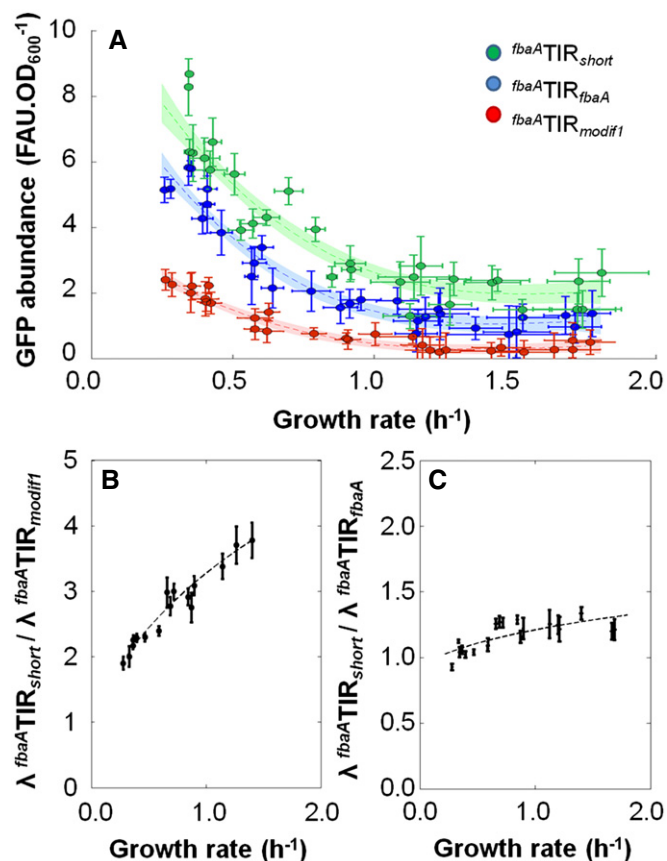 A
GFP abundance (FAU.OD600-1)
10
8
6
4
2
0
0.5
1.0
1.5
2.0
Growth rate (h-1)
fbaATIRshort
fbaATIRfbaA
fbaATIRmodif1
B
λ fbaATIRshort / λ fbaATIRmodif1
5
4
3
2
1
0
0.0
1.0
2.0
Growth rate (h-1)
C
λ fbaATIRshort / λ fbaATIRfbaA
2.5
2.0
1.5
1.0
0.5
0.0
0.0
1.0
2.0
Growth rate (h-1)